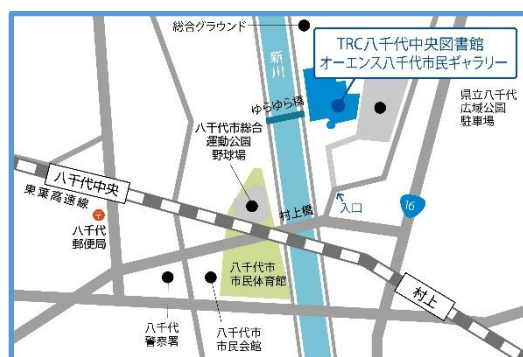 総合グラウンド
新川
TRC八千代中央図書館
オーエンス八千代市民ギャラリー
ゆらゆら橋
県立八千代
広域公園
駐車場
八千代市総合
運動公園
野球場
八千代中央
東葉高速線
〒
八千代
郵便局
村上橋
入口
16
八千代市
市民体育館
村上
八千代
警察署
八千代市
市民会館